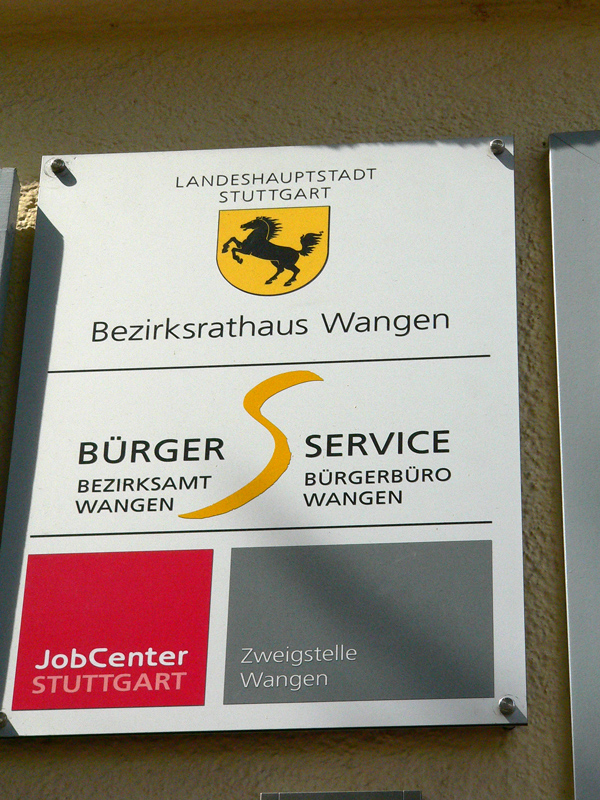 LANDESHAUPTSTADT
STUTTGART
Bezirksrathaus Wangen
BÜRGER SERVICE
BEZIRKSAMT
WANGEN
BÜRGERBÜRO
WANGEN
JobCenter
STUTTGART
Zweigstelle
Wangen